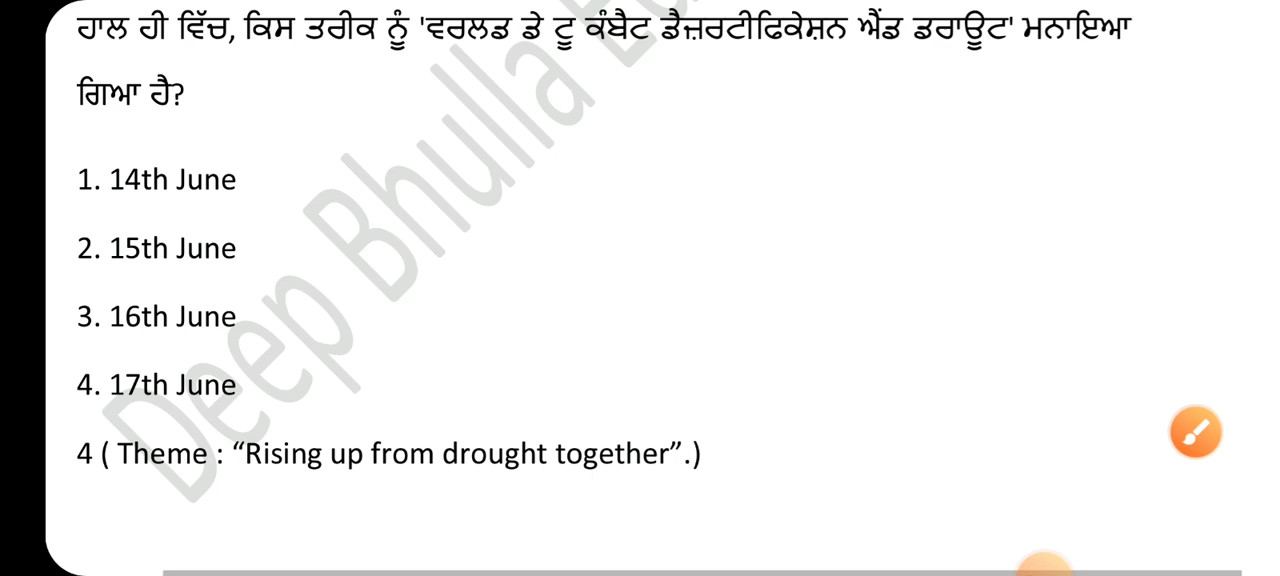 ਹਾਲ ਹੀ ਵਿੱਚ, ਕਿਸ ਤਰੀਕ ਨੂੰ 'ਵਰਲਡ ਡੇ ਟੂ ਕੰਬੈਟ ਡੈਜ਼ਰਟੀਫਿਕੇਸ਼ਨ ਐਂਡ ਡਰਾਊਟ' ਮਨਾਇਆ
ਗਿਆ ਹੈ?
1. 14th June
2. 15th June
3. 16th June
4. 17th June
4 ( Theme : “Rising up from drought together”.)
Deep Bhulla